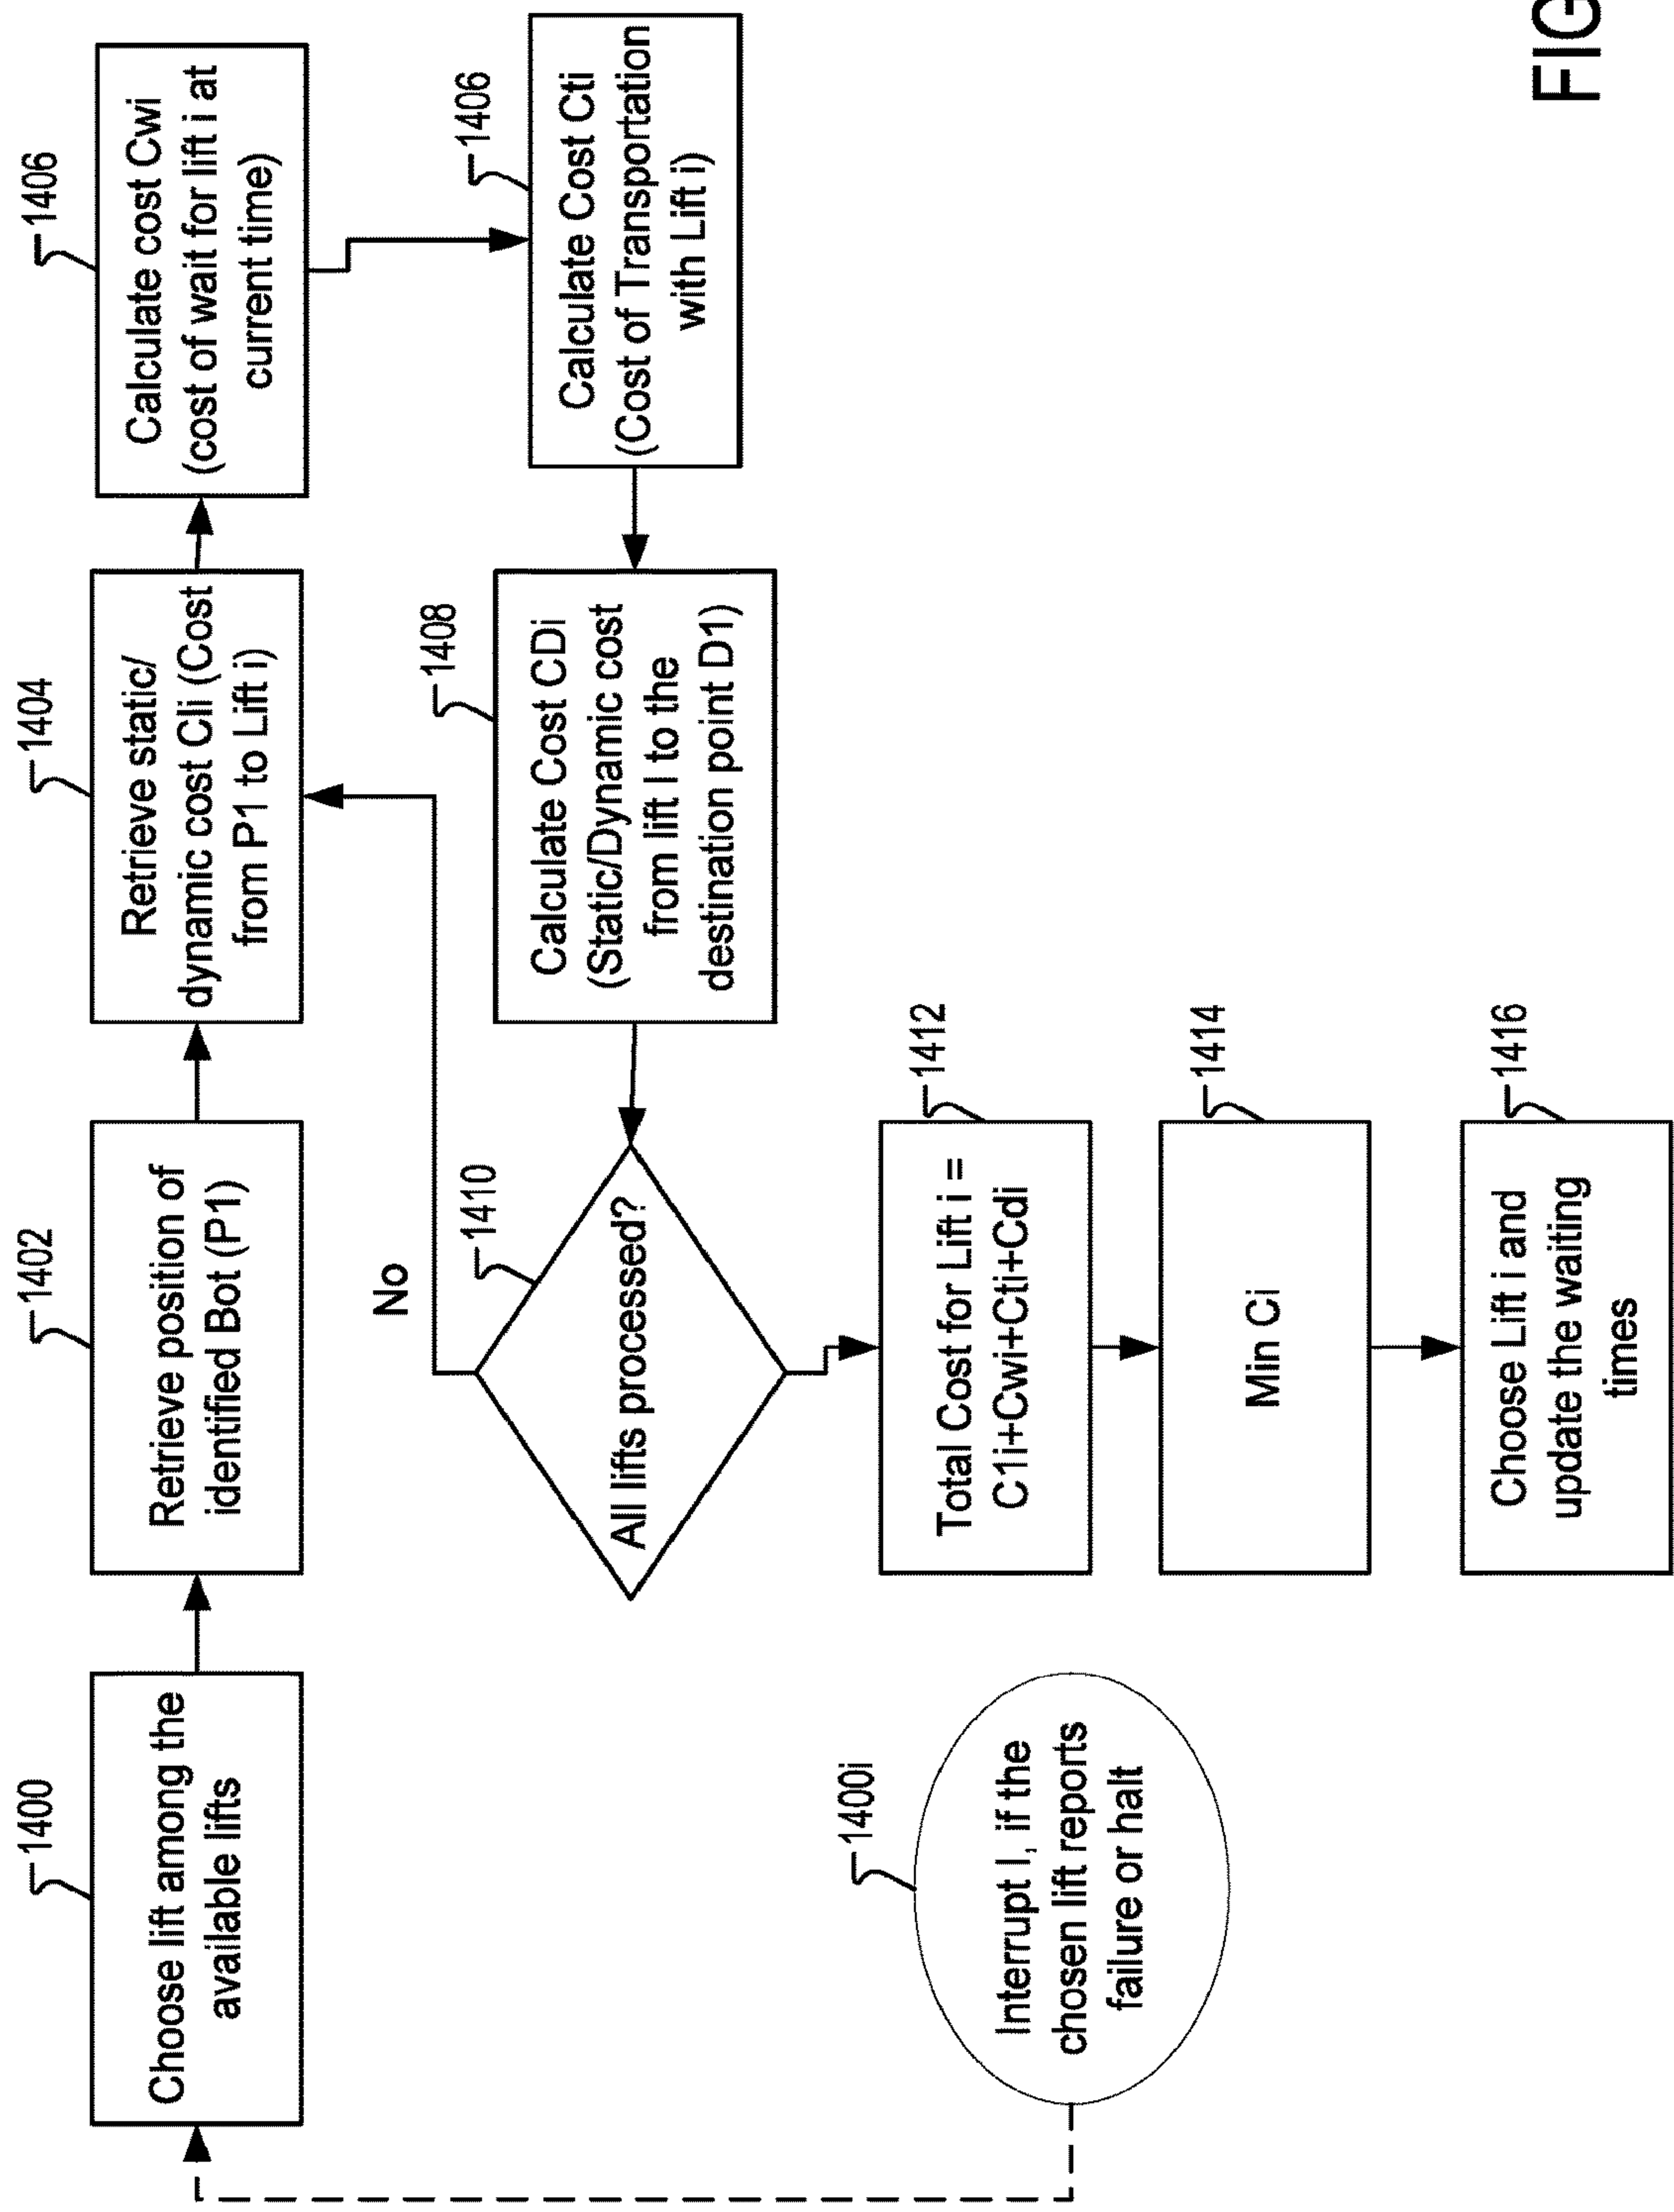 1400
Choose lift among the
available lifts
1402
Retrieve position of
identified Bot (P1)
1404
Retrieve static/
dynamic cost Cli (Cost
from P1 to Lift i)
1406
Calculate cost Cwi
(cost of wait for lift i at
current time)
1406
Calculate Cost Cti
(Cost of Transportation
with Lift i)
1408
Calculate Cost CDi
(Static/Dynamic cost
from lift I to the
destination point D1)
No
1410
All lifts processed?
1412
Total Cost for Lift i =
C1i+Cwi+Cti+Cdi
1414
Min Ci
1416
Choose Lift i and
update the waiting
times
1400i
Interrupt I, if the
chosen lift reports
failure or halt
FIG